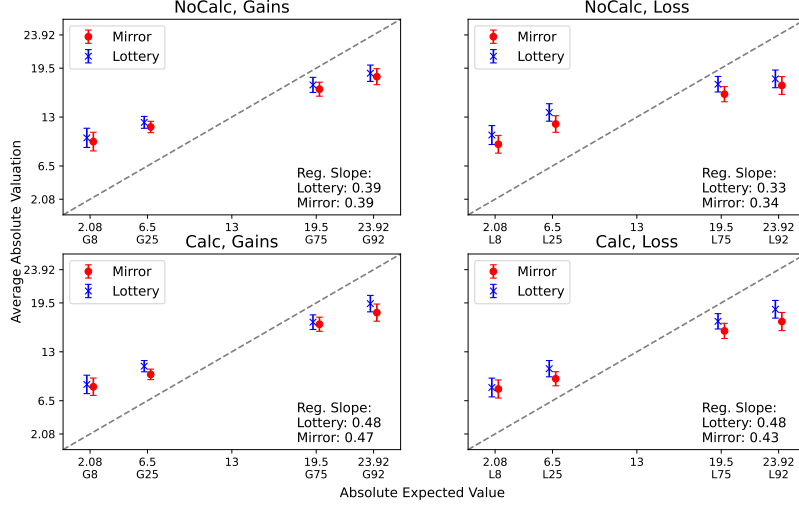 NoCalc, Gains
23.92
19.5
13
6.5
2.08
Mirror
Lottery
Reg. Slope:
Lottery: 0.39
Mirror: 0.39
2.08
G8
6.5
G25
13
19.5
G75
23.92
G92
NoCalc, Loss
Mirror
Lottery
Reg. Slope:
Lottery: 0.33
Mirror: 0.34
2.08
L8
6.5
L25
13
19.5
L75
23.92
L92
Average Absolute Valuation
Calc, Gains
23.92
19.5
13
6.5
2.08
Mirror
Lottery
Reg. Slope:
Lottery: 0.48
Mirror: 0.47
2.08
G8
6.5
G25
13
19.5
G75
23.92
G92
Calc, Loss
Mirror
Lottery
Reg. Slope:
Lottery: 0.48
Mirror: 0.43
2.08
L8
6.5
L25
13
19.5
L75
23.92
L92
Absolute Expected Value